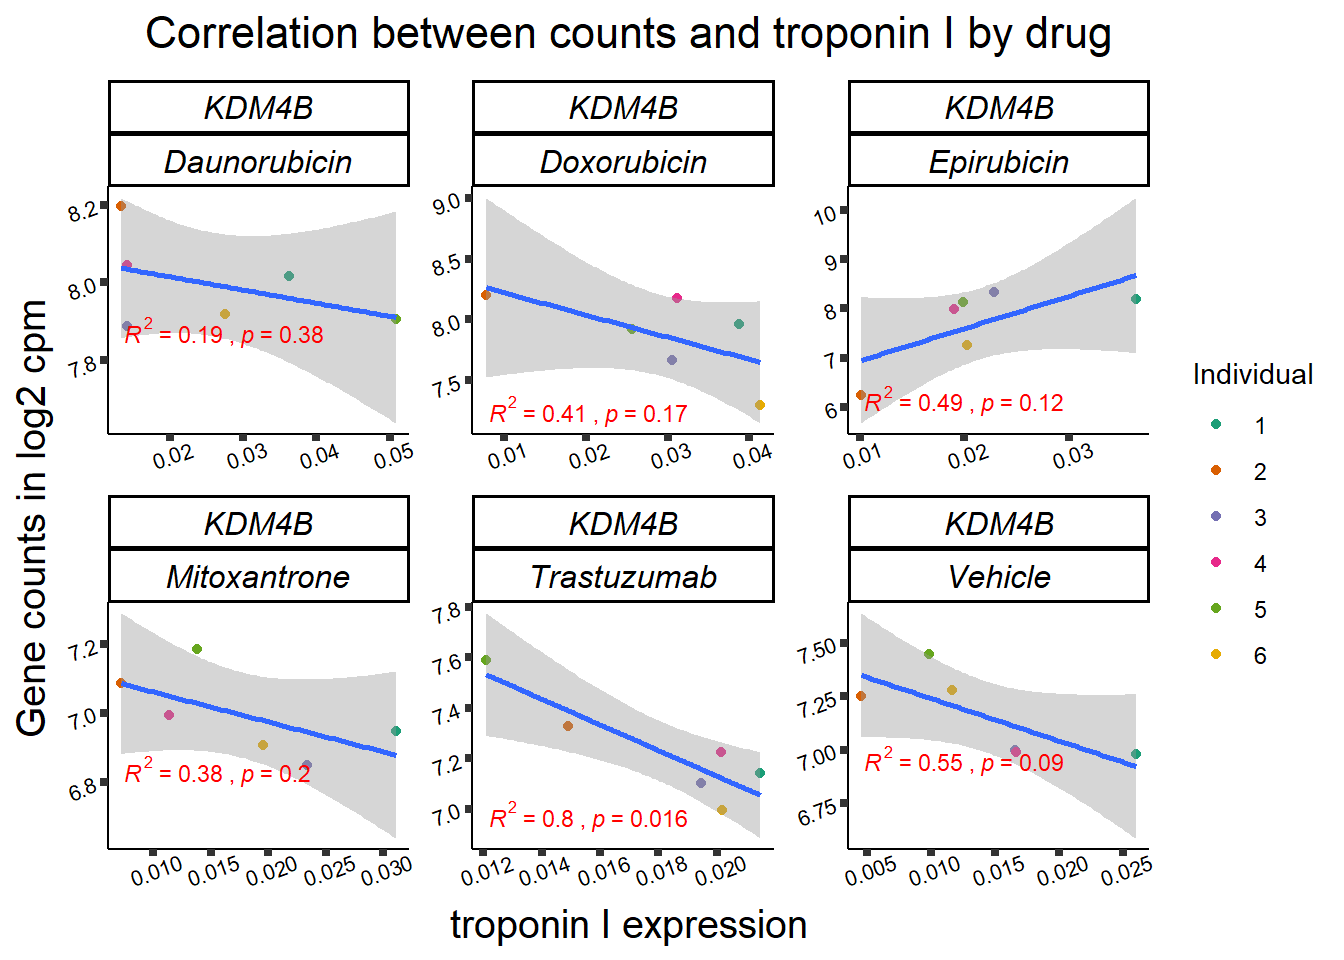 Correlation between counts and troponin I by drug
KDM4B KDM4B KDM4B
Daunorubicin Doxorubicin Epirubicin
8.2
8.0
7.8
R² = 0.19 , p = 0.38
0.02 0.03 0.04 0.05
9.0
8.5
8.0
7.5
R² = 0.41 , p = 0.17
0.01 0.02 0.03 0.04
10
9
8
7
6
R² = 0.49 , p = 0.12
0.01 0.02 0.03
KDM4B KDM4B KDM4B
Mitoxantrone Trastuzumab Vehicle
7.2
7.0
6.8
R² = 0.38 , p = 0.2
0.010 0.015 0.020 0.025 0.030
7.8
7.6
7.4
7.2
7.0
R² = 0.8 , p = 0.016
0.012 0.014 0.016 0.018 0.020
7.50
7.25
7.00
6.75
R² = 0.55 , p = 0.09
0.005 0.010 0.015 0.020 0.025
Gene counts in log2 cpm
troponin I expression
Individual
1
2
3
4
5
6